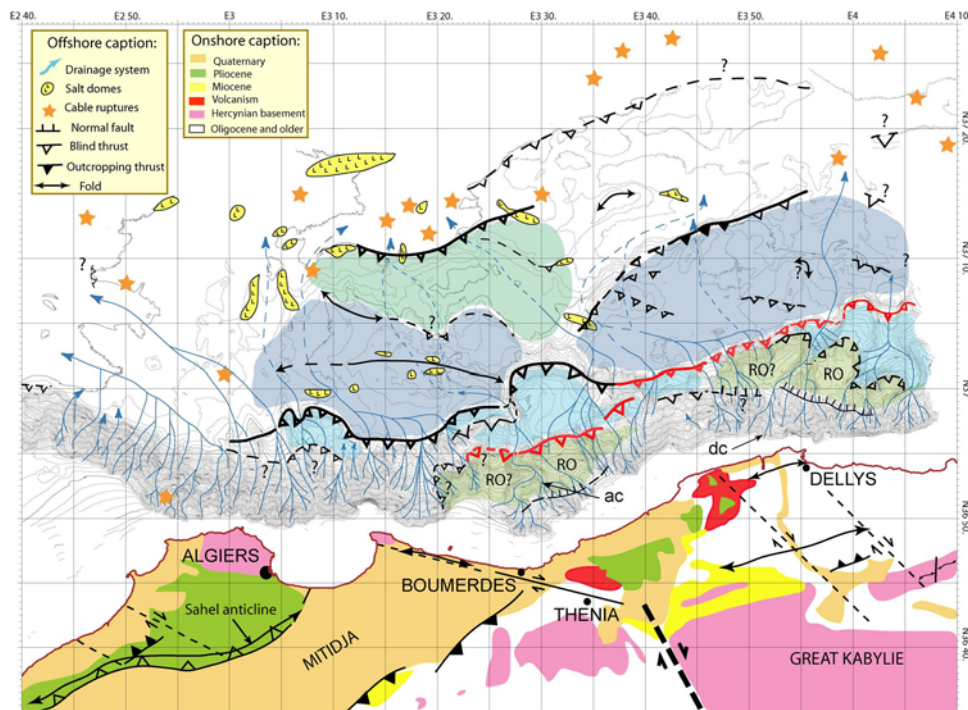 E2 40. E2 50. E3 E3 10. E3 20. E3 30. E3 40 E3 50 E4 E4 10
Offshore caption:
Drainage system
Salt domes
Cable ruptures
Normal fault
Blind thrust
Outcropping thrust
Fold
Onshore caption:
Quaternary
Pliocene
Miocene
Volcanism
Hercynian basement
Oligocene and older
?
?
N37 20.
?
?
?
?
?
N37 10.
?
RO?
RO
N37
?
?
?
?
RO?
RO
ac
dc
DELLYS
N36 50.
ALGIERS
BOUMERDES
THENIA
Sahel anticline
MITIDJA
GREAT KABYLIE
N36 40.